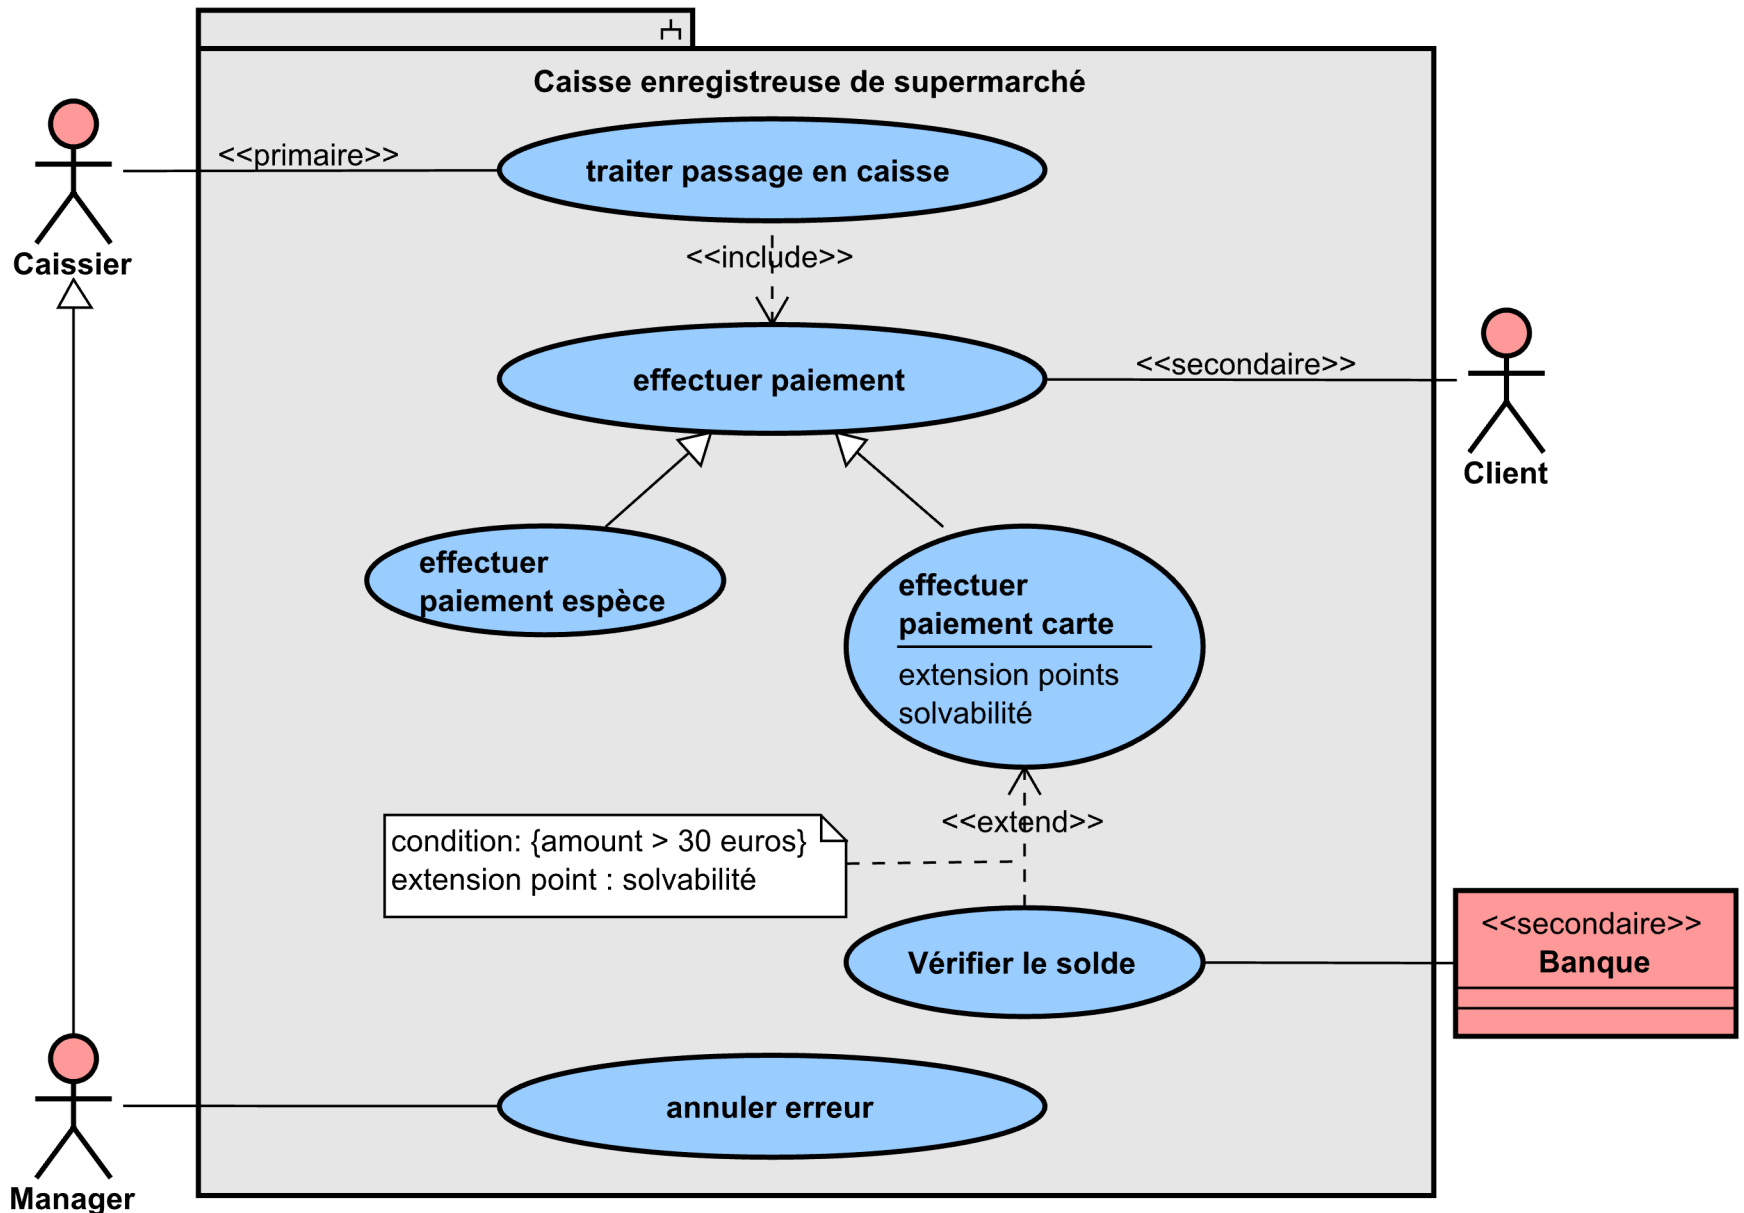 Caisse enregistreuse de supermarché
<<primaire>>
traiter passage en caisse
Caissier
<<include>>
effectuer paiement
<<secondaire>>
Client
effectuer
paiement espèce
effectuer
paiement carte
extension points
solvabilité
<<extend>>
condition: {amount > 30 euros}
extension point : solvabilité
<<secondaire>>
Banque
Vérifier le solde
annuler erreur
Manager